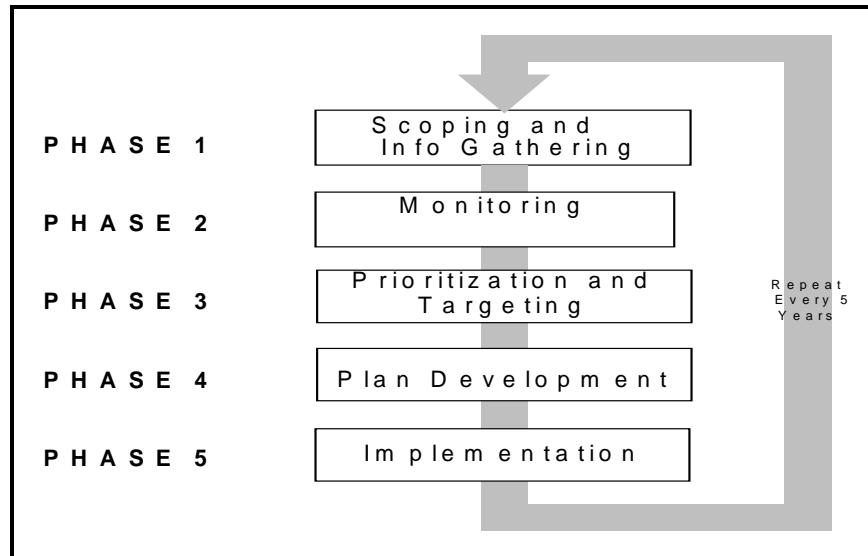 PHASE 1
Scoping and
Info Gathering
PHASE 2
Monitoring
PHASE 3
Prioritization and
Targeting
Repeat
Every 5
Years
PHASE 4
Plan Development
PHASE 5
Implementation